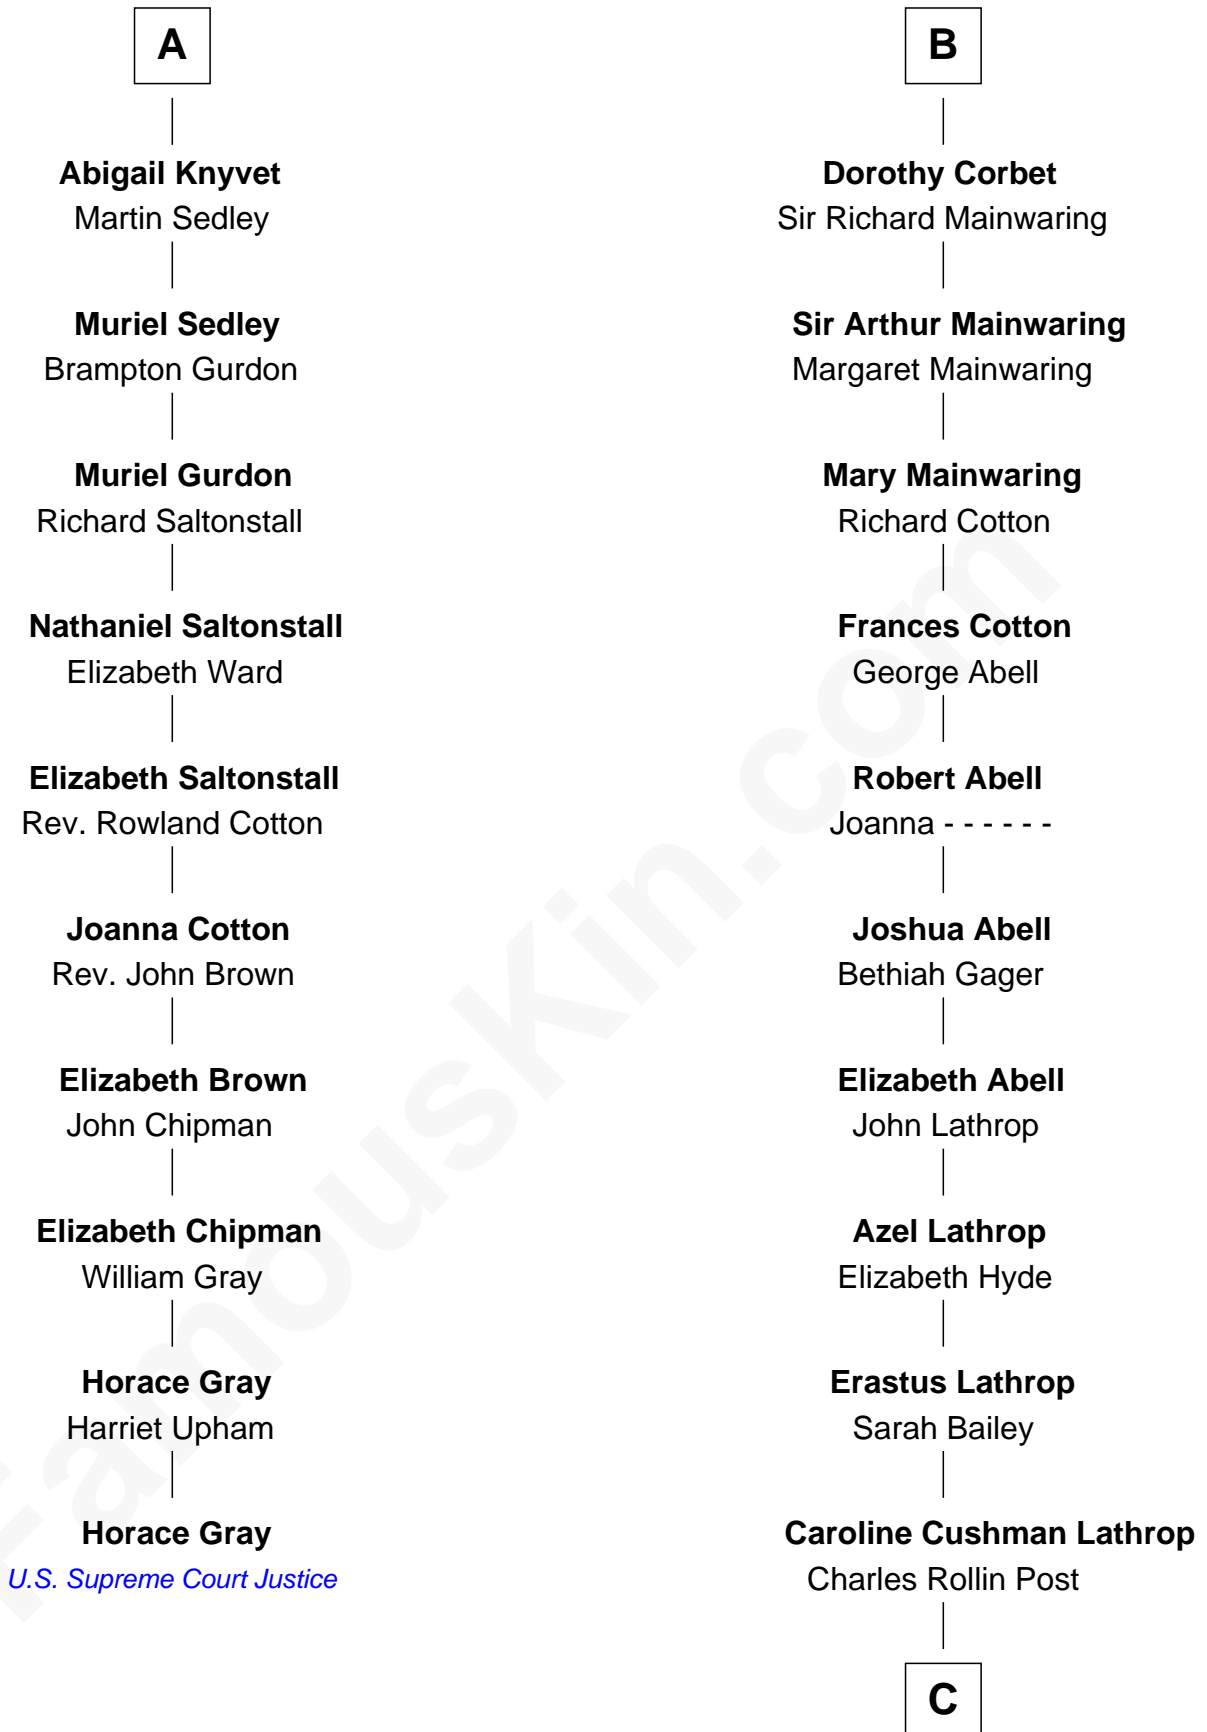 A
Abigail Knyvet
Martin Sedley
Muriel Sedley
Brampton Gurdon
Muriel Gurdon
Richard Saltonstall
Nathaniel Saltonstall
Elizabeth Ward
Elizabeth Saltonstall
Rev. Rowland Cotton
Joanna Cotton
Rev. John Brown
Elizabeth Brown
John Chipman
Elizabeth Chipman
William Gray
Horace Gray
Harriet Upham
Horace Gray
U.S. Supreme Court Justice
B
Dorothy Corbet
Sir Richard Mainwaring
Sir Arthur Mainwaring
Margaret Mainwaring
Mary Mainwaring
Richard Cotton
Frances Cotton
George Abell
Robert Abell
Joanna - - - - - -
Joshua Abell
Bethiah Gager
Elizabeth Abell
John Lathrop
Azel Lathrop
Elizabeth Hyde
Erastus Lathrop
Sarah Bailey
Caroline Cushman Lathrop
Charles Rollin Post
C
FamousKin.com